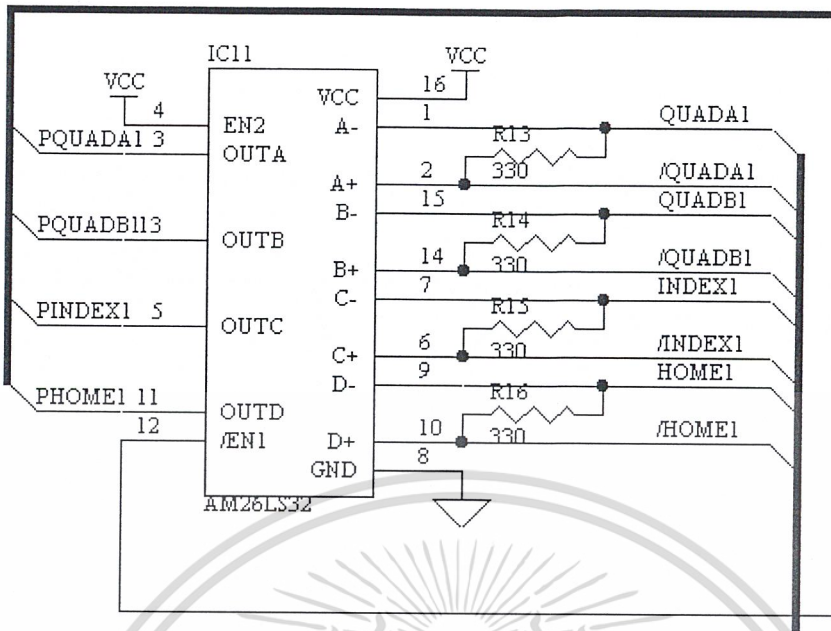 IC11
VCC
VCC
16
VCC
4
EN2
1
A-
QUADA1
PQUADA1 3
OUTA
R13
330
2
A+
/QUADA1
15
B-
QUADB1
PQUADB1 13
OUTB
R14
330
14
B+
/QUADB1
7
C-
INDEX1
PINDEX1 5
OUTC
R15
330
6
C+
/INDEX1
9
D-
HOME1
PHOME1 11
OUTD
R16
330
12
/EN1
10
D+
/HOME1
8
GND
AM26LS32